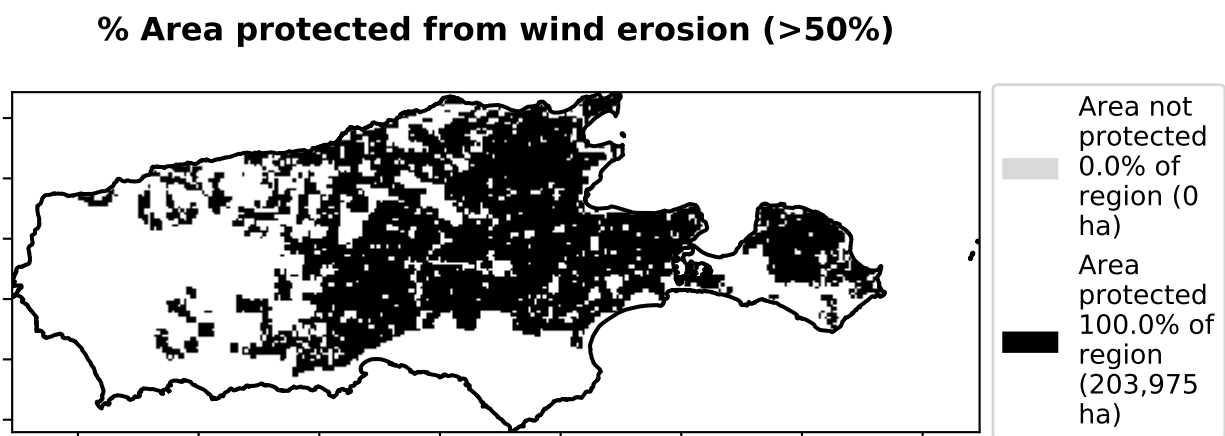 % Area protected from wind erosion (>50%)
Area not
protected
0.0% of
region (0
ha)
Area
protected
100.0% of
region
(203,975
ha)